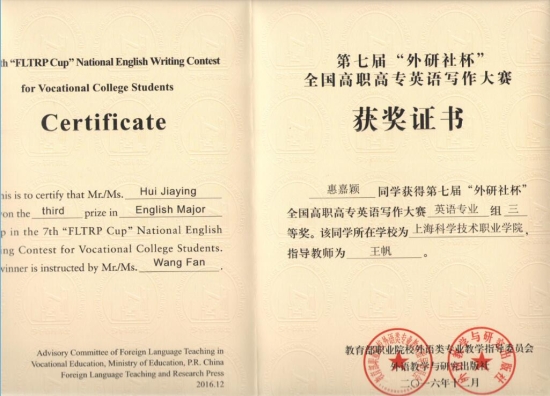 th "FLTRP Cup" National English Writing Contest
for Vocational College Students
Certificate
his is to certify that Mr./Ms. Hui Jiaying
on the third prize in English Major
p in the 7th "FLTRP Cup" National English
ing Contest for Vocational College Students.
winner is instructed by Mr./Ms. Wang Fan
Advisory Committee of Foreign Language Teaching in
Vocational Education, Ministry of Education, P.R. China
Foreign Language Teaching and Research Press
2016.12
第七届“外研社杯”
全国高职高专英语写作大赛
获奖证书
惠嘉颖 同学获得第七届“外研社杯”
全国高职高专英语写作大赛 英语专业 组 三
等奖。该同学所在学校为 上海科学技术职业学院,
指导教师为 王帆 。
教育部职业院校外语类专业教学指导委员会
外语教学与研究出版社
二〇一六年十二月